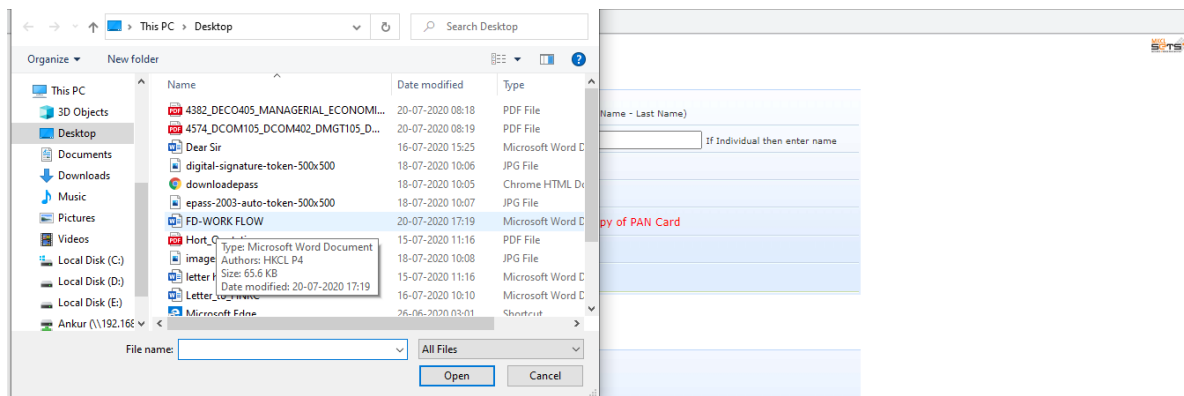 This PC > Desktop
Search Desktop
Organize
New folder
This PC
3D Objects
Desktop
Documents
Downloads
Music
Pictures
Videos
Local Disk (C:)
Local Disk (D:)
Local Disk (E:)
Ankur (\\192.168
Name Date modified Type
4382_DECO405_MANAGERIAL_ECONOMI... 20-07-2020 08:18 PDF File
4574_DCOM105_DCOM402_DMGT105_D... 20-07-2020 08:19 PDF File
Dear Sir 16-07-2020 15:25 Microsoft Word D
digital-signature-token-500x500 18-07-2020 10:06 JPG File
downloadepass 18-07-2020 10:05 Chrome HTML Do
epass-2003-auto-token-500x500 18-07-2020 10:07 JPG File
FD-WORK FLOW 20-07-2020 17:19 Microsoft Word D
Hort_ 15-07-2020 11:16 PDF File
image 18-07-2020 10:08 JPG File
letter 15-07-2020 11:16 Microsoft Word D
16-07-2020 10:10 Microsoft Word D
Microsoft Edge 26-06-2020 03:01 Shortcut
Type: Microsoft Word Document
Authors: HKCL P4
Size: 65.6 KB
Date modified: 20-07-2020 17:19
File name:
All Files
Open
Cancel
Name - Last Name)
If Individual then enter name
py of PAN Card